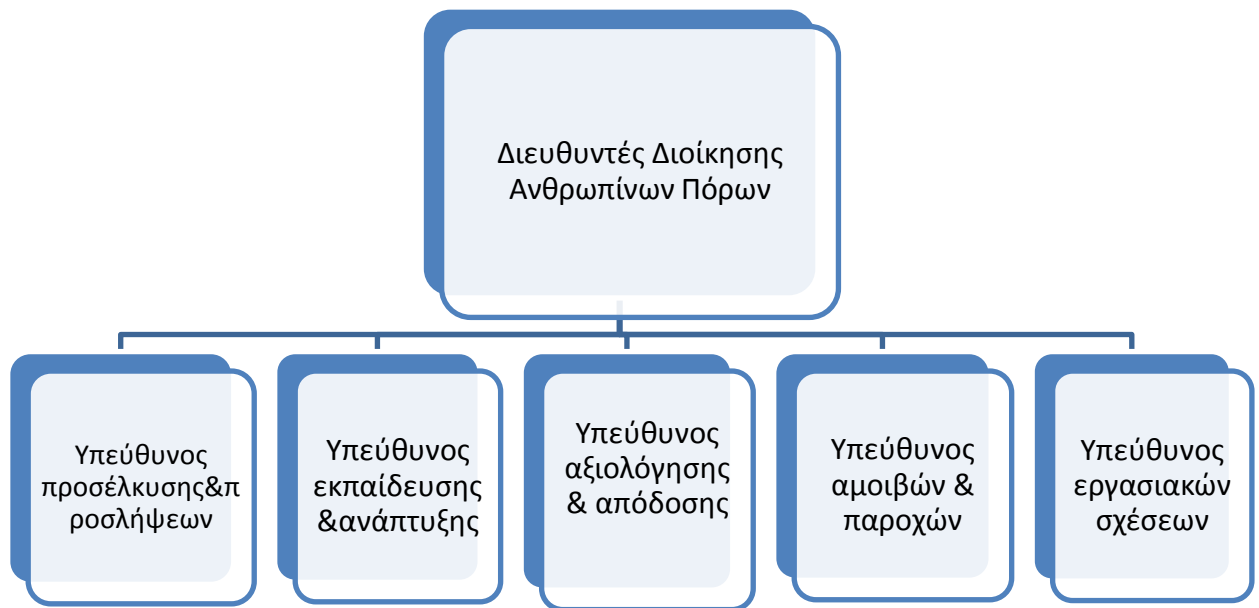 Διευθυντές Διοίκησης
Ανθρωπίνων Πόρων
Υπεύθυνος
προσέλκυσης&π
ροσλήψεων
Υπεύθυνος
εκπαίδευσης
&ανάπτυξης
Υπεύθυνος
αξιολόγησης
& απόδοσης
Υπεύθυνος
αμοιβών &
παροχών
Υπεύθυνος
εργασιακών
σχέσεων